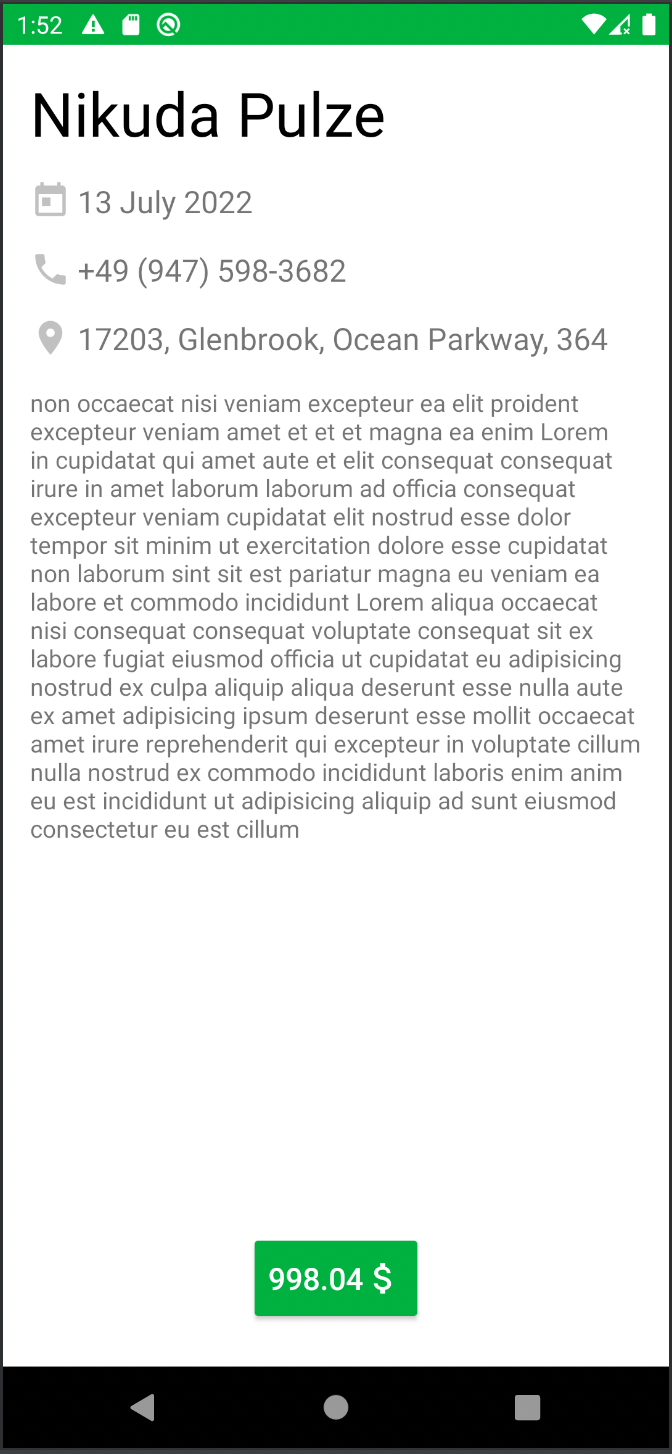 1:52
Nikuda Pulze
13 July 2022
+49 (947) 598-3682
17203, Glenbrook, Ocean Parkway, 364
non occaecat nisi veniam excepteur ea elit proident
excepteur veniam amet et et et magna ea enim Lorem
in cupidatat qui amet aute et elit consequat consequat
irure in amet laborum laborum ad officia consequat
excepteur veniam cupidatat elit nostrud esse dolor
tempor sit minim ut exercitation dolore esse cupidatat
non laborum sint sit est pariatur magna eu veniam ea
labore et commodo incididunt Lorem aliqua occaecat
nisi consequat consequat voluptate consequat sit ex
labore fugiat eiusmod officia ut cupidatat eu adipisicing
nostrud ex culpa aliquip aliqua deserunt esse nulla aute
ex amet adipisicing ipsum deserunt esse mollit occaecat
amet irure reprehenderit qui excepteur in voluptate cillum
nulla nostrud ex commodo incididunt laboris enim anim
eu est incididunt ut adipisicing aliquip ad sunt eiusmod
consectetur eu est cillum
998.04 $